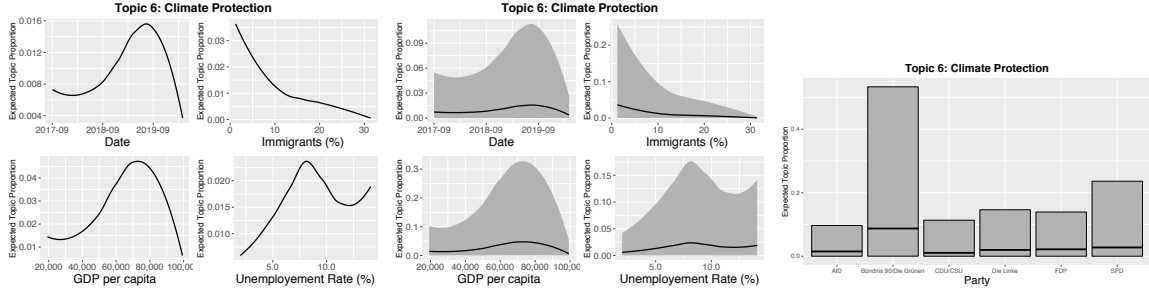 Topic 6: Climate Protection
Expected Topic Proportion
0.016
0.012
0.008
0.004
2017-09 2018-09 2019-09
Date
Expected Topic Proportion
0.03
0.02
0.01
0.00
0 10 20 30
Immigrants (%)
Expected Topic Proportion
0.04
0.03
0.02
0.01
20,000 40,000 60,000 80,000 100,00
GDP per capita
Expected Topic Proportion
0.020
0.015
0.010
5.0 10.0
Unemployement Rate (%)
Topic 6: Climate Protection
Expected Topic Proportion
0.09
0.06
0.03
0.00
2017-09 2018-09 2019-09
Date
Expected Topic Proportion
0.2
0.1
0.0
0 10 20 30
Immigrants (%)
Expected Topic Proportion
0.3
0.2
0.1
0.0
20,000 40,000 60,000 80,000 100,00
GDP per capita
Expected Topic Proportion
0.15
0.10
0.05
0.00
5.0 10.0
Unemployement Rate (%)
Topic 6: Climate Protection
Expected Topic Proportion
0.4
0.2
0.0
AfD Bündnis 90/Die Grünen CDU/CSU Die Linke FDP SPD
Party